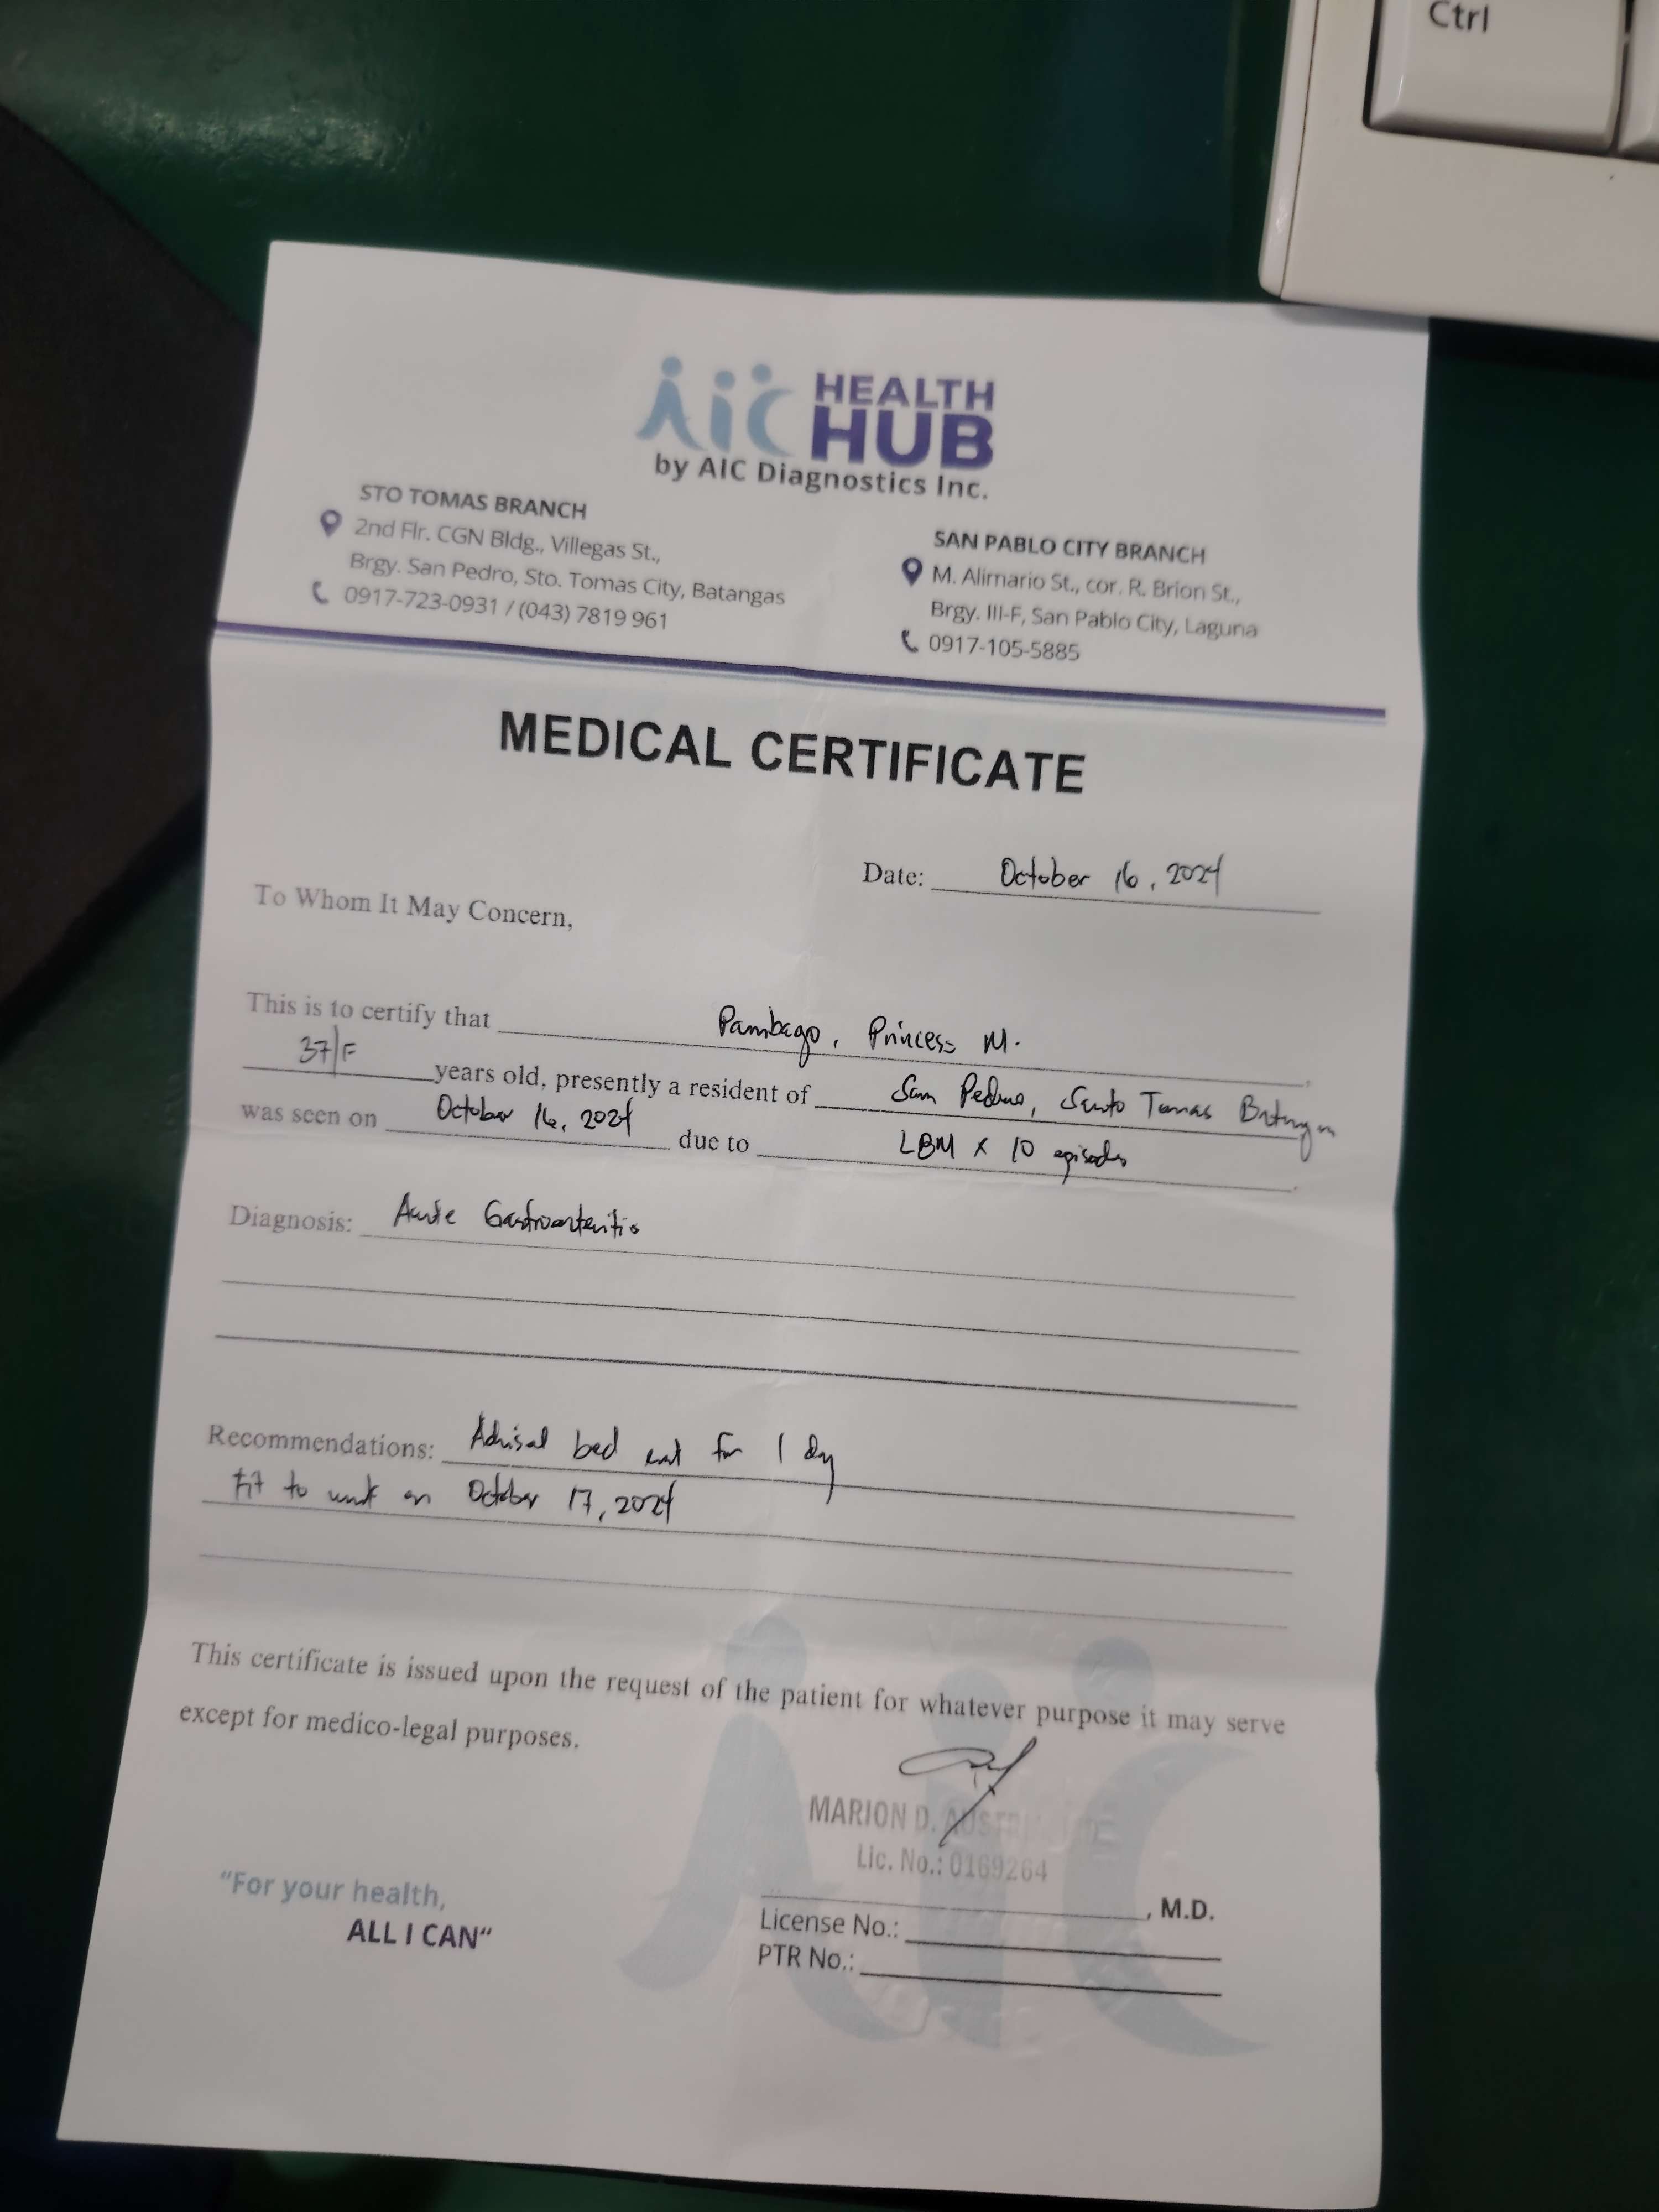 Ctrl
AIC HEALTH
HUB
by AIC Diagnostics Inc.
STO TOMAS BRANCH
2nd Flr. CGN Bldg., Villegas St.,
Brgy. San Pedro, Sto. Tomas City, Batangas
0917-723-0931 / (043) 7819 961
SAN PABLO CITY BRANCH
M. Alimario St., cor. R. Brion St.,
Brgy. III-F, San Pablo City, Laguna
0917-105-5885
MEDICAL CERTIFICATE
Date: October 16, 2024
To Whom It May Concern,
This is to certify that Pambago, Princess M.,
37/F years old, presently a resident of San Pedro, Santo Tomas Batangas
was seen on October 16, 2024 due to LBM x 10 episodes.
Diagnosis: Acute Gastroenteritis
Recommendations: Advised bed rest for 1 day
Fit to work on October 17, 2024
This certificate is issued upon the request of the patient for whatever purpose it may serve
except for medico-legal purposes.
MARION D.
Lic. No.: 0169264
, M.D.
License No.:
PTR No.:
"For your health,
ALL I CAN"
AIC